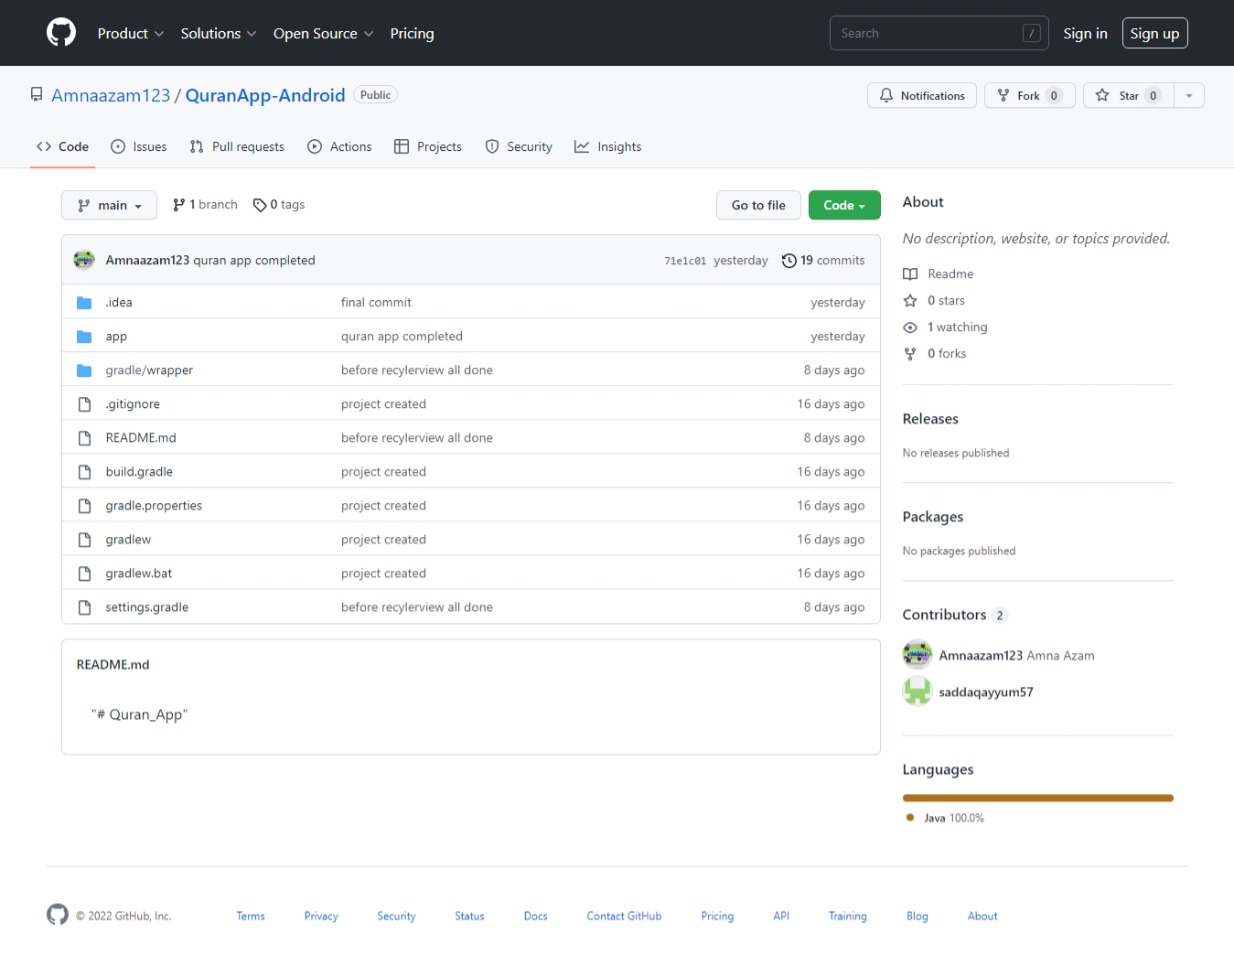 Product Solutions Open Source Pricing Search / Sign in Sign up
Amnaazam123 / QuranApp-Android Public Notifications Fork 0 Star 0
Code Issues Pull requests Actions Projects Security Insights
main 1 branch 0 tags Go to file Code
Amnaazam123 quran app completed 71e1c01 yesterday 19 commits
.idea final commit yesterday
app quran app completed yesterday
gradle/wrapper before recylerview all done 8 days ago
.gitignore project created 16 days ago
README.md before recylerview all done 8 days ago
build.gradle project created 16 days ago
gradle.properties project created 16 days ago
gradlew project created 16 days ago
gradlew.bat project created 16 days ago
settings.gradle before recylerview all done 8 days ago
README.md
"# Quran_App"
About
No description, website, or topics provided.
Readme
0 stars
1 watching
0 forks
Releases
No releases published
Packages
No packages published
Contributors 2
Amnaazam123 Amna Azam
saddaqayyum57
Languages
Java 100.0%
© 2022 GitHub, Inc. Terms Privacy Security Status Docs Contact GitHub Pricing API Training Blog About